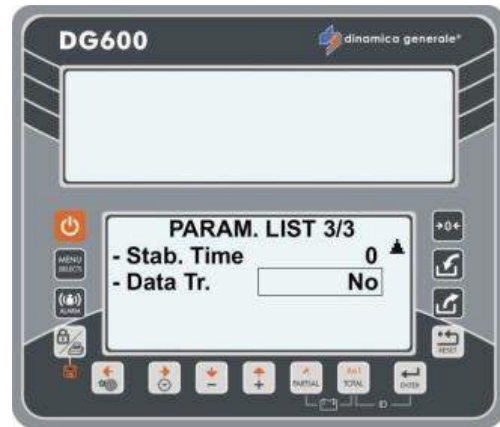 DG600
dinamica generale®
PARAM. LIST 3/3
- Stab. Time 0
- Data Tr. No
MENU
ALARM
RESET
PARTIAL
TOTAL
ENTER
ID